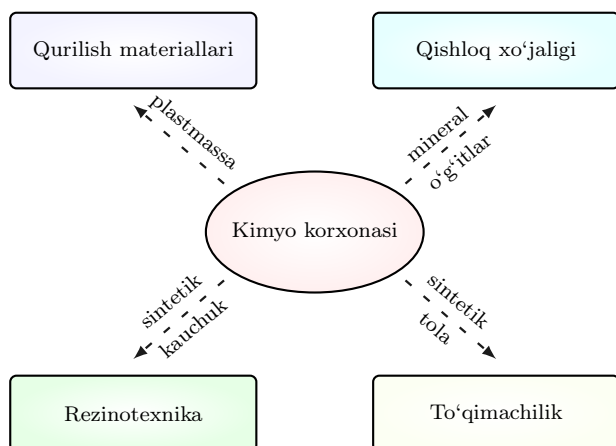 Qurilish materiallari
Qishloq xo‘jaligi
plastmassa
mineral
o‘g‘itlar
Kimyo korxonasi
sintetik
kauchuk
sintetik
tola
Rezinotexnika
To‘qimachilik